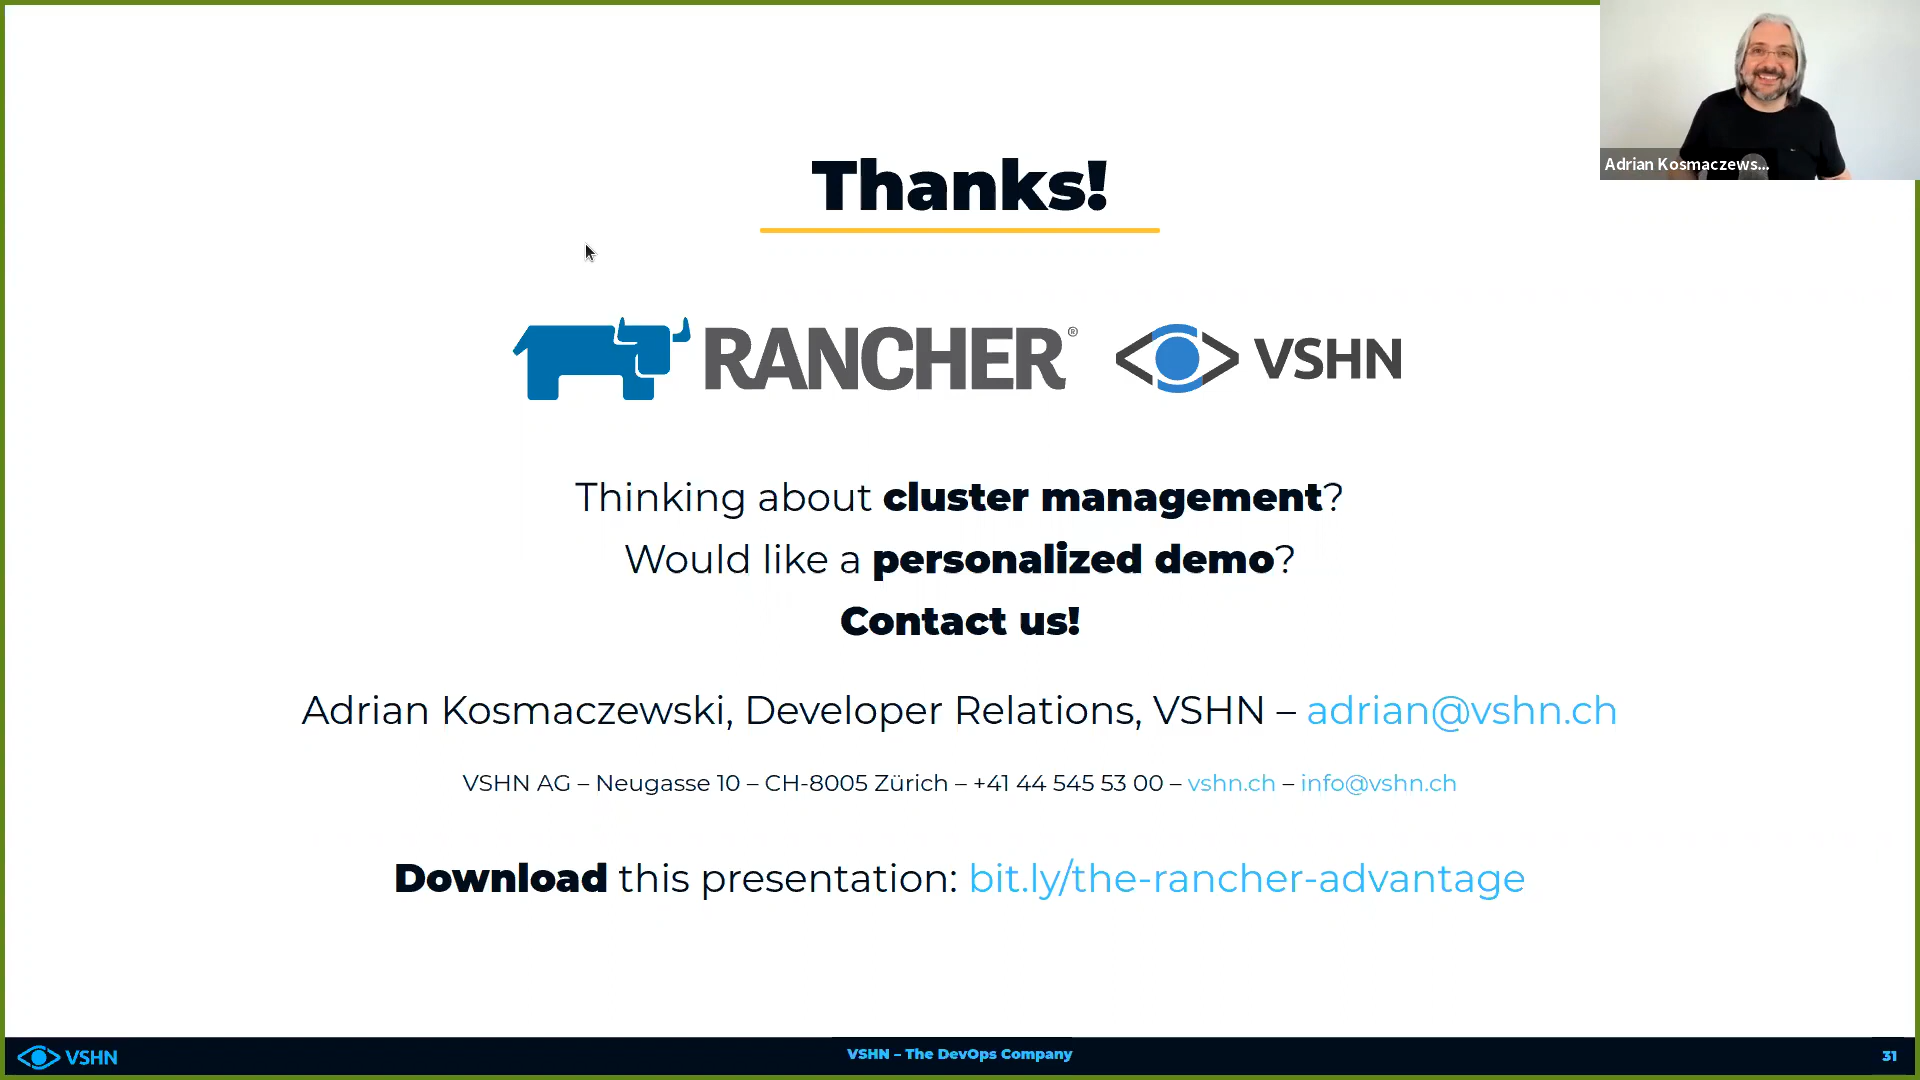 Adrian Kosmaczews...
Thanks!
RANCHER® VSHN
Thinking about cluster management?
Would like a personalized demo?
Contact us!
Adrian Kosmaczewski, Developer Relations, VSHN – adrian@vshn.ch
VSHN AG – Neugasse 10 – CH-8005 Zürich – +41 44 545 53 00 – vshn.ch – info@vshn.ch
Download this presentation: bit.ly/the-rancher-advantage
VSHN
VSHN – The DevOps Company
31